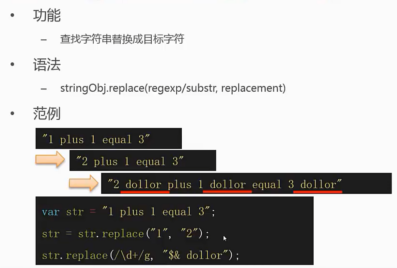 • 功能
– 查找字符串替换成目标字符
• 语法
– stringObj.replace(regexp/substr, replacement)
• 范例
"1 plus 1 equal 3"
"2 plus 1 equal 3"
"2 dollor plus 1 dollor equal 3 dollor"
var str = "1 plus 1 equal 3";
str = str.replace("1", "2");
str.replace(/\d+/g, "$& dollor");